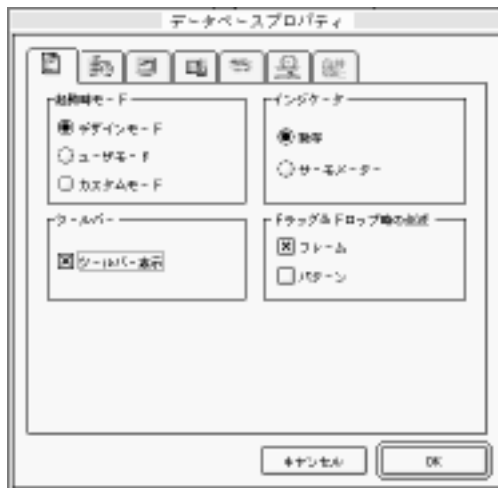 データベースプロパティ
起動時モード
デザインモード
ユーザモード
カスタムモード
インジケータ
サーモメーター
ツールバー
ツールバー表示
ドラッグ&ドロップ時の
フレーム
パターン
キャンセル
OK